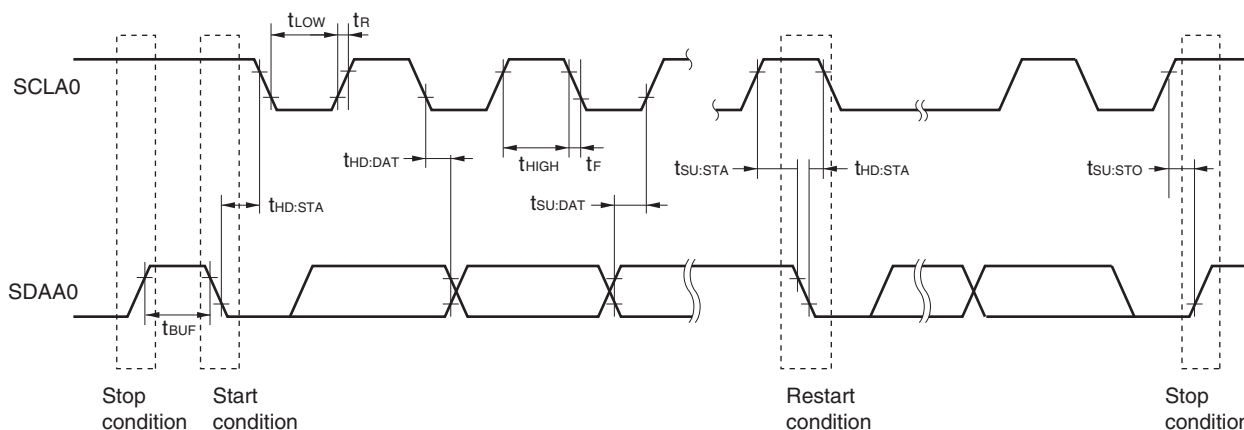 tLOW
tR
SCLA0
tHD:DAT
tHIGH
tF
tSU:STA
tHD:STA
tSU:STO
tHD:STA
tSU:DAT
SDAA0
tBUF
Stop
condition
Start
condition
Restart
condition
Stop
condition